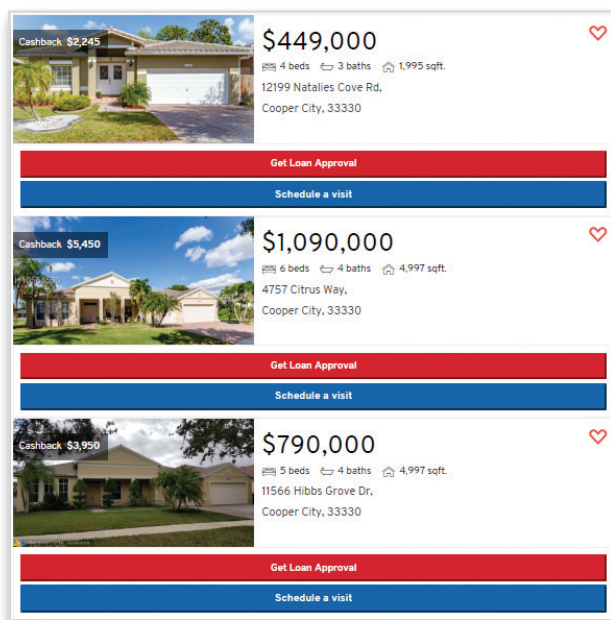 Cashback $2,245
$449,000
4 beds 3 baths 1,995 sqft.
12199 Natalies Cove Rd,
Cooper City, 33330
Get Loan Approval
Schedule a visit
Cashback $5,450
$1,090,000
6 beds 4 baths 4,997 sqft.
4757 Citrus Way,
Cooper City, 33330
Get Loan Approval
Schedule a visit
Cashback $3,950
$790,000
5 beds 4 baths 4,997 sqft.
11566 Hibbs Grove Dr,
Cooper City, 33330
Get Loan Approval
Schedule a visit